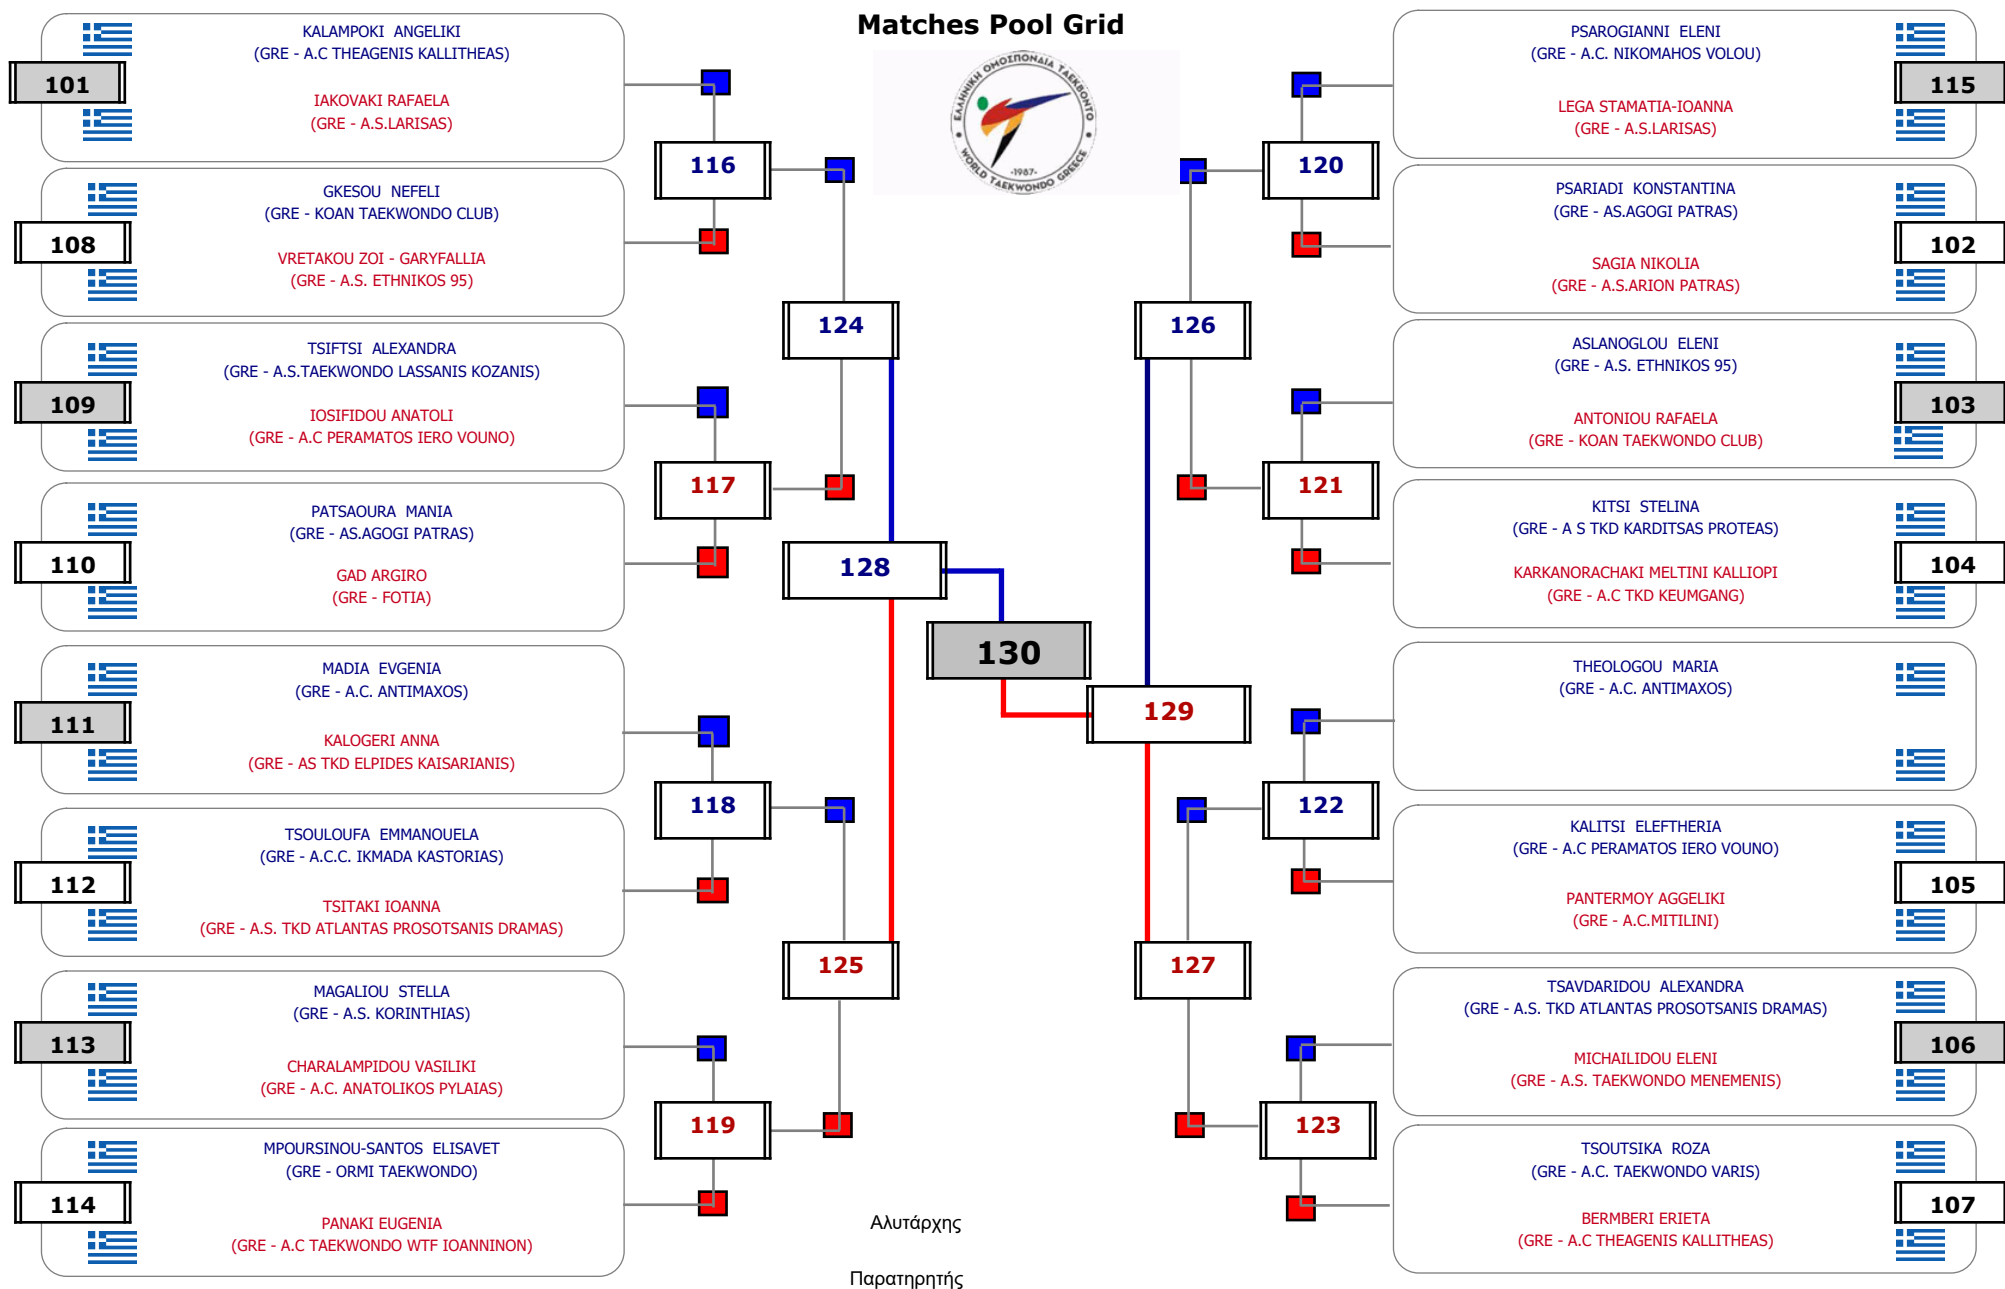 Matches Pool Grid
ΕΛΛΗΝΙΚΗ ΟΜΟΣΠΟΝΔΙΑ ΤΑΕΚΒΟΝΤΟ
-1987-
WORLD TAEKWONDO GREECE
101
KALAMPOKI ANGELIKI
(GRE - A.C THEAGENIS KALLITHEAS)
IAKOVAKI RAFAELA
(GRE - A.S.LARISAS)
108
GKESOU NEFELI
(GRE - KOAN TAEKWONDO CLUB)
VRETAKOU ZOI - GARYFALLIA
(GRE - A.S. ETHNIKOS 95)
109
TSIFTSI ALEXANDRA
(GRE - A.S.TAEKWONDO LASSANIS KOZANIS)
IOSIFIDOU ANATOLI
(GRE - A.C PERAMATOS IERO VOUNO)
110
PATSAOURA MANIA
(GRE - AS.AGOGI PATRAS)
GAD ARGIRO
(GRE - FOTIA)
111
MADIA EVGENIA
(GRE - A.C. ANTIMAXOS)
KALOGERI ANNA
(GRE - AS TKD ELPIDES KAISARIANIS)
112
TSOULOUFA EMMANOUELA
(GRE - A.C.C. IKMADA KASTORIAS)
TSITAKI IOANNA
(GRE - A.S. TKD ATLANTAS PROSOTSANIS DRAMAS)
113
MAGALIOU STELLA
(GRE - A.S. KORINTHIAS)
CHARALAMPIDOU VASILIKI
(GRE - A.C. ANATOLIKOS PYLAIAS)
114
MPOURSINOU-SANTOS ELISAVET
(GRE - ORMI TAEKWONDO)
PANAKI EUGENIA
(GRE - A.C TAEKWONDO WTF IOANNINON)
116
117
118
119
124
125
128
130
129
126
127
120
121
122
123
PSAROGIANNI ELENI
(GRE - A.C. NIKOMAHOS VOLOU)
115
LEGA STAMATIA-IOANNA
(GRE - A.S.LARISAS)
PSARIADI KONSTANTINA
(GRE - AS.AGOGI PATRAS)
102
SAGIA NIKOLIA
(GRE - A.S.ARION PATRAS)
ASLANOGLOU ELENI
(GRE - A.S. ETHNIKOS 95)
103
ANTONIOU RAFAELA
(GRE - KOAN TAEKWONDO CLUB)
KITSI STELINA
(GRE - A S TKD KARDITSAS PROTEAS)
104
KARKANORACHAKI MELTINI KALLIOPI
(GRE - A.C TKD KEUMGANG)
THEOLOGOU MARIA
(GRE - A.C. ANTIMAXOS)
KALITSI ELEFTHERIA
(GRE - A.C PERAMATOS IERO VOUNO)
105
PANTERMOY AGGELIKI
(GRE - A.C.MITILINI)
TSAVDARIDOU ALEXANDRA
(GRE - A.S. TKD ATLANTAS PROSOTSANIS DRAMAS)
106
MICHAILIDOU ELENI
(GRE - A.S. TAEKWONDO MENEMENIS)
TSOUTSIKA ROZA
(GRE - A.C. TAEKWONDO VARIS)
107
BERMBERI ERIETA
(GRE - A.C THEAGENIS KALLITHEAS)
Αλυτάρχης
Παρατηρητής